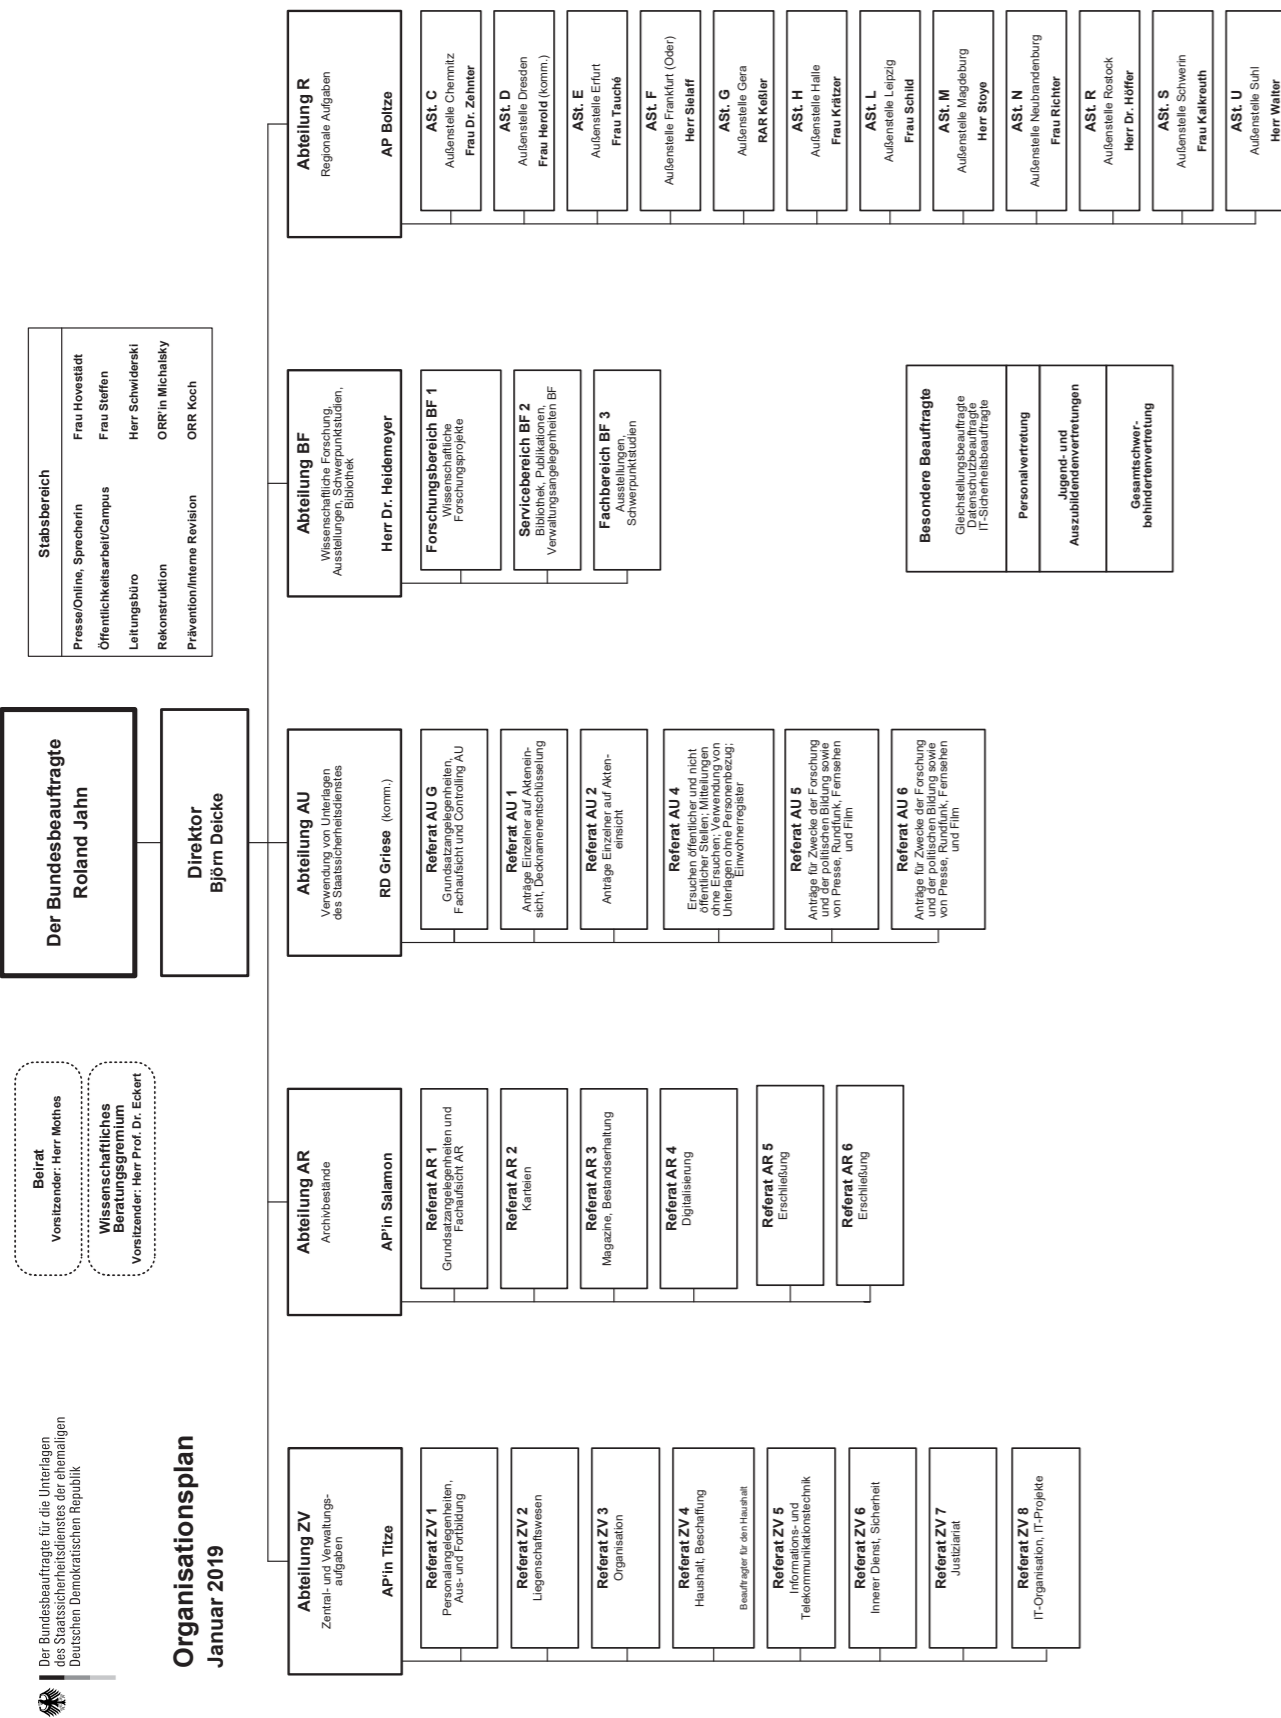 Der Bundesbeauftragte für die Unterlagen
des Staatssicherheitsdienstes der ehemaligen
Deutschen Demokratischen Republik
Organisationsplan
Januar 2019
Beirat
Vorsitzender: Herr Mothes
Wissenschaftliches
Beratungsgremium
Vorsitzender: Herr Prof. Dr. Eckert
Der Bundesbeauftragte
Roland Jahn
Direktor
Björn Deicke
Stabsbereich
Presse/Online, Sprecherin Frau Hovestädt
Öffentlichkeitsarbeit/Campus Frau Steffen
Leitungsbüro Herr Schwiderski
Rekonstruktion ORR'in Michalsky
Prävention/Interne Revision ORR Koch
Abteilung ZV
Zentral- und Verwaltungs-
aufgaben
AP'in Titze
Referat ZV 1
Personalangelegenheiten,
Aus- und Fortbildung
Referat ZV 2
Liegenschaftswesen
Referat ZV 3
Organisation
Referat ZV 4
Haushalt, Beschaffung
Beauftragter für den Haushalt
Referat ZV 5
Informations- und
Telekommunikationstechnik
Referat ZV 6
Innerer Dienst, Sicherheit
Referat ZV 7
Justiziariat
Referat ZV 8
IT-Organisation, IT-Projekte
Abteilung AR
Archivbestände
AP'in Salamon
Referat AR 1
Grundsatzangelegenheiten und
Fachaufsicht AR
Referat AR 2
Karteien
Referat AR 3
Magazine, Bestandserhaltung
Referat AR 4
Digitalisierung
Referat AR 5
Erschließung
Referat AR 6
Erschließung
Abteilung AU
Verwendung von Unterlagen
des Staatssicherheitsdienstes
RD Griese (komm.)
Referat AU G
Grundsatzangelegenheiten,
Fachaufsicht und Controlling AU
Referat AU 1
Anträge Einzelner auf Aktenein-
sicht, Decknamenentschlüsselung
Referat AU 2
Anträge Einzelner auf Akten-
einsicht
Referat AU 4
Ersuchen öffentlicher und nicht
öffentlicher Stellen; Mitteilungen
ohne Ersuchen; Verwendung von
Unterlagen ohne Personenbezug;
Einwohnerregister
Referat AU 5
Anträge für Zwecke der Forschung
und der politischen Bildung sowie
von Presse, Rundfunk, Fernsehen
und Film
Referat AU 6
Anträge für Zwecke der Forschung
und der politischen Bildung sowie
von Presse, Rundfunk, Fernsehen
und Film
Abteilung BF
Wissenschaftliche Forschung,
Ausstellungen, Schwerpunktstudien,
Bibliothek
Herr Dr. Heidemeyer
Forschungsbereich BF 1
Wissenschaftliche
Forschungsprojekte
Servicebereich BF 2
Bibliothek, Publikationen,
Verwaltungsangelegenheiten BF
Fachbereich BF 3
Ausstellungen,
Schwerpunktstudien
Besondere Beauftragte
Gleichstellungsbeauftragte
Datenschutzbeauftragte
IT-Sicherheitsbeauftragte
Personalvertretung
Jugend- und
Auszubildendenvertretungen
Gesamtschwer-
behindertenvertretung
Abteilung R
Regionale Aufgaben
AP Boltze
ASt. C
Außenstelle Chemnitz
Frau Dr. Zehnter
ASt. D
Außenstelle Dresden
Frau Herold (komm.)
ASt. E
Außenstelle Erfurt
Frau Tauché
ASt. F
Außenstelle Frankfurt (Oder)
Herr Sielaff
ASt. G
Außenstelle Gera
RAR Keßler
ASt. H
Außenstelle Halle
Frau Krätzer
ASt. L
Außenstelle Leipzig
Frau Schild
ASt. M
Außenstelle Magdeburg
Herr Stoye
ASt. N
Außenstelle Neubrandenburg
Frau Richter
ASt. R
Außenstelle Rostock
Herr Dr. Höffer
ASt. S
Außenstelle Schwerin
Frau Kalkreuth
ASt. U
Außenstelle Suhl
Herr Walter